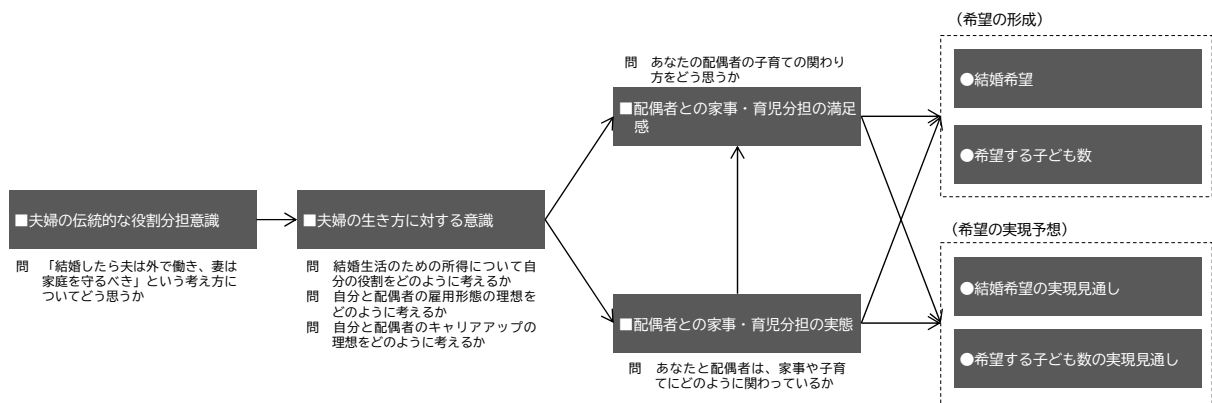 ■夫婦の伝統的な役割分担意識
問　「結婚したら夫は外で働き、妻は
家庭を守るべき」という考え方に
ついてどう思うか
■夫婦の生き方に対する意識
問　結婚生活のための所得について自
分の役割をどのように考えるか
問　自分と配偶者の雇用形態の理想を
どのように考えるか
問　自分と配偶者のキャリアアップの
理想をどのように考えるか
問　あなたの配偶者の子育ての関わり
方をどう思うか
■配偶者との家事・育児分担の満足
感
■配偶者との家事・育児分担の実態
問　あなたと配偶者は、家事や子育
てにどのように関わっているか
（希望の形成）
●結婚希望
●希望する子ども数
（希望の実現予想）
●結婚希望の実現見通し
●希望する子ども数の実現見通し